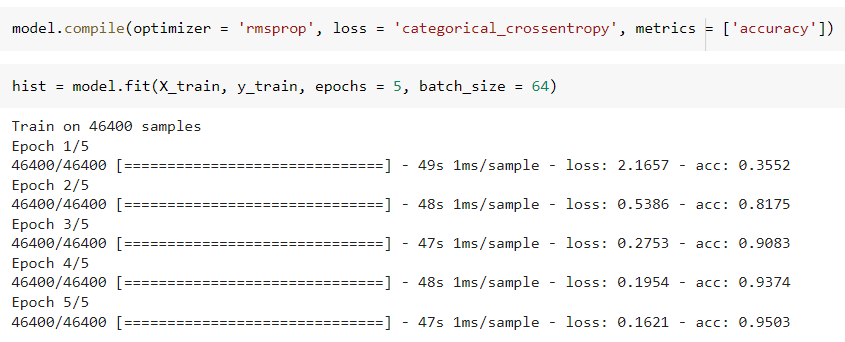 model.compile(optimizer = 'rmsprop', loss = 'categorical_crossentropy', metrics = ['accuracy'])
hist = model.fit(X_train, y_train, epochs = 5, batch_size = 64)
Train on 46400 samples
Epoch 1/5
46400/46400 [==============================] - 49s 1ms/sample - loss: 2.1657 - acc: 0.3552
Epoch 2/5
46400/46400 [==============================] - 48s 1ms/sample - loss: 0.5386 - acc: 0.8175
Epoch 3/5
46400/46400 [==============================] - 47s 1ms/sample - loss: 0.2753 - acc: 0.9083
Epoch 4/5
46400/46400 [==============================] - 48s 1ms/sample - loss: 0.1954 - acc: 0.9374
Epoch 5/5
46400/46400 [==============================] - 47s 1ms/sample - loss: 0.1621 - acc: 0.9503